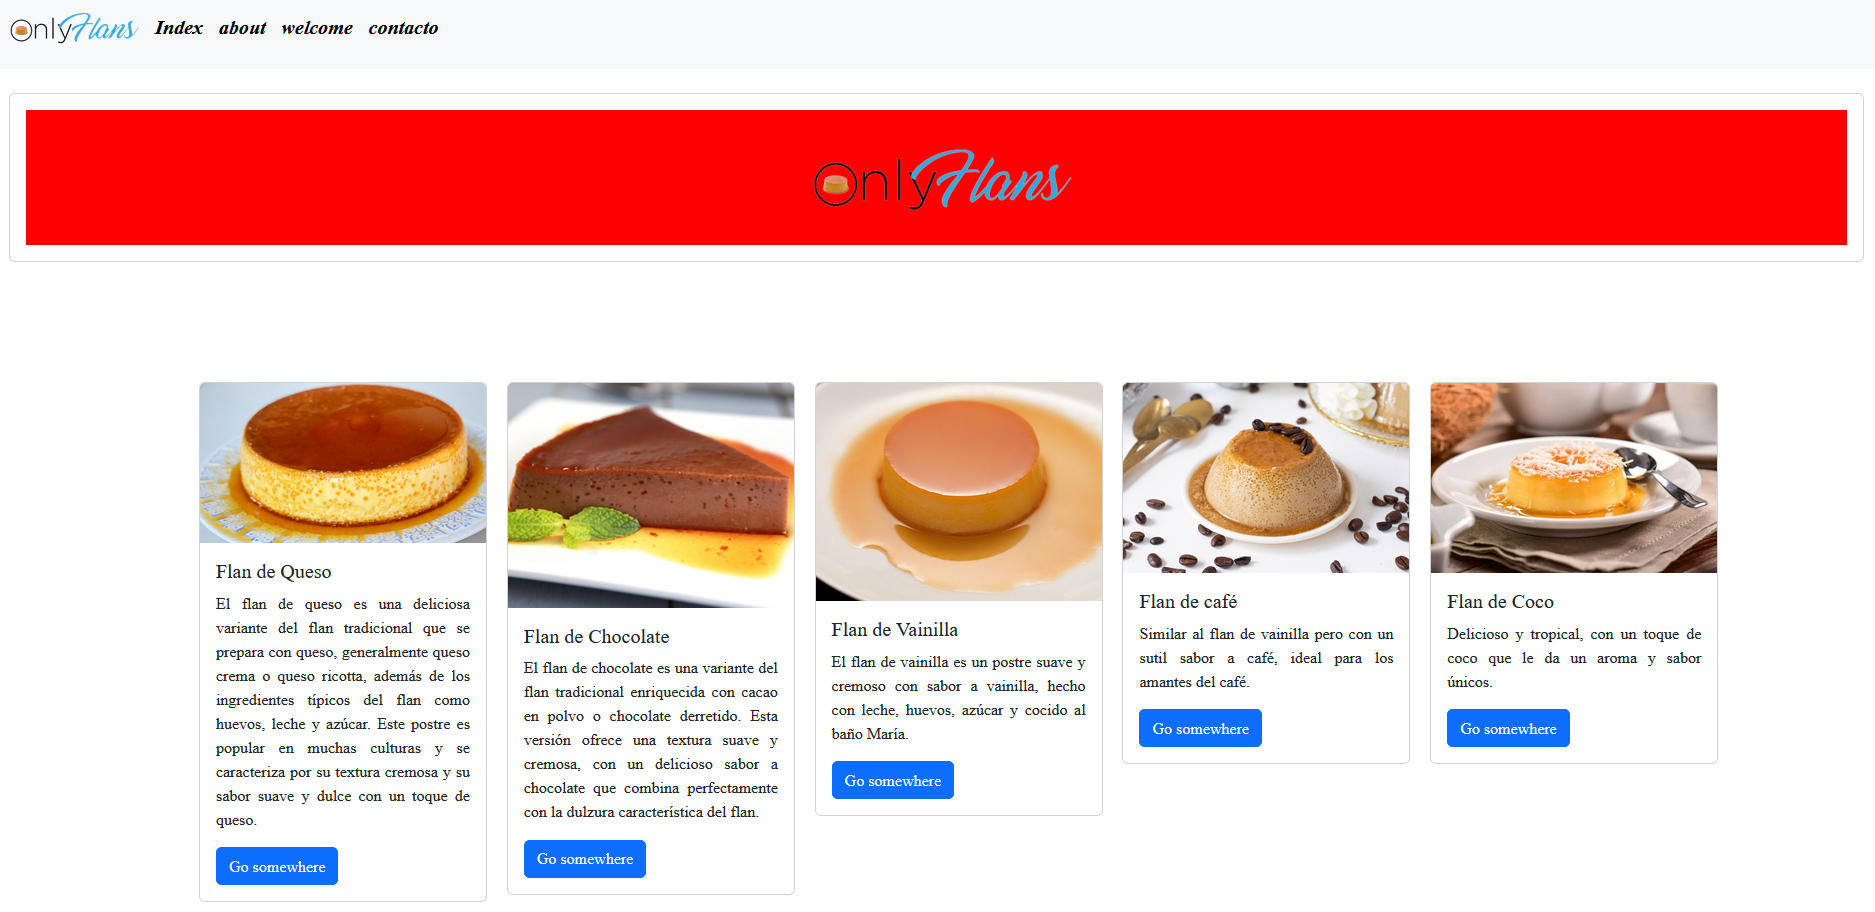 OnlyFlans Index about welcome contacto
OnlyFlans
Flan de Queso
El flan de queso es una deliciosa
variante del flan tradicional que se
prepara con queso, generalmente queso
crema o queso ricotta, además de los
ingredientes típicos del flan como
huevos, leche y azúcar. Este postre es
popular en muchas culturas y se
caracteriza por su textura cremosa y su
sabor suave y dulce con un toque de
queso.
Go somewhere
Flan de Chocolate
El flan de chocolate es una variante del
flan tradicional enriquecida con cacao
en polvo o chocolate derretido. Esta
versión ofrece una textura suave y
cremosa, con un delicioso sabor a
chocolate que combina perfectamente
con la dulzura característica del flan.
Go somewhere
Flan de Vainilla
El flan de vainilla es un postre suave y
cremoso con sabor a vainilla, hecho
con leche, huevos, azúcar y cocido al
baño María.
Go somewhere
Flan de café
Similar al flan de vainilla pero con un
sutil sabor a café, ideal para los
amantes del café.
Go somewhere
Flan de Coco
Delicioso y tropical, con un toque de
coco que le da un aroma y sabor
únicos.
Go somewhere